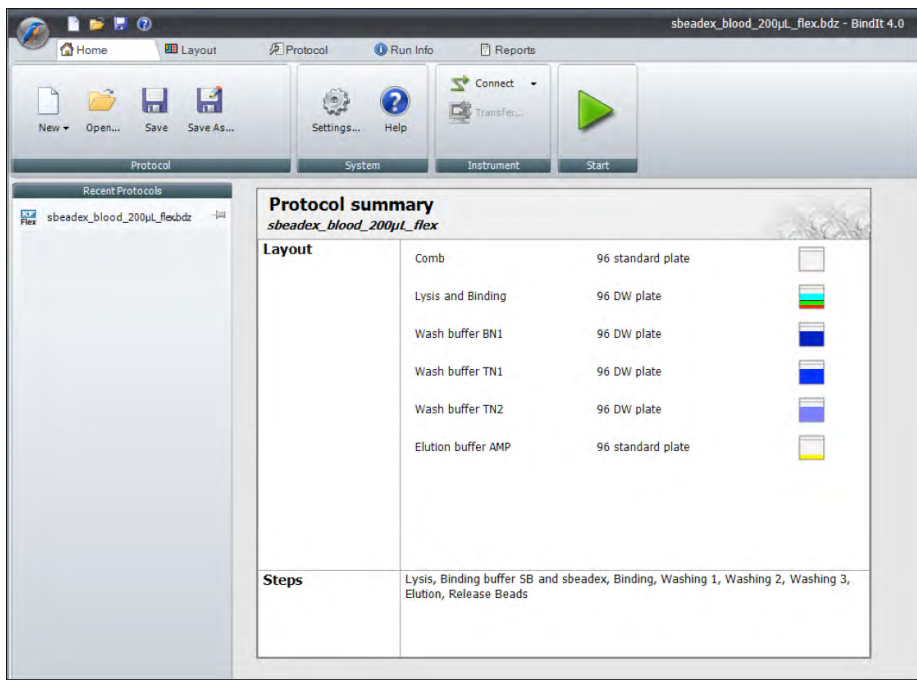 sbeadex_blood_200µL_flex.bdz - BindIt 4.0
Home Layout Protocol Run Info Reports
New Open... Save Save As... Settings... Help Connect Transfer...
Protocol System Instrument Start
Recent Protocols
Flex sbeadex_blood_200µL_flex.bdz
Protocol summary
sbeadex_blood_200µL_flex
Layout
Comb 96 standard plate
Lysis and Binding 96 DW plate
Wash buffer BN1 96 DW plate
Wash buffer TN1 96 DW plate
Wash buffer TN2 96 DW plate
Elution buffer AMP 96 standard plate
Steps
Lysis, Binding buffer SB and sbeadex, Binding, Washing 1, Washing 2, Washing 3,
Elution, Release Beads